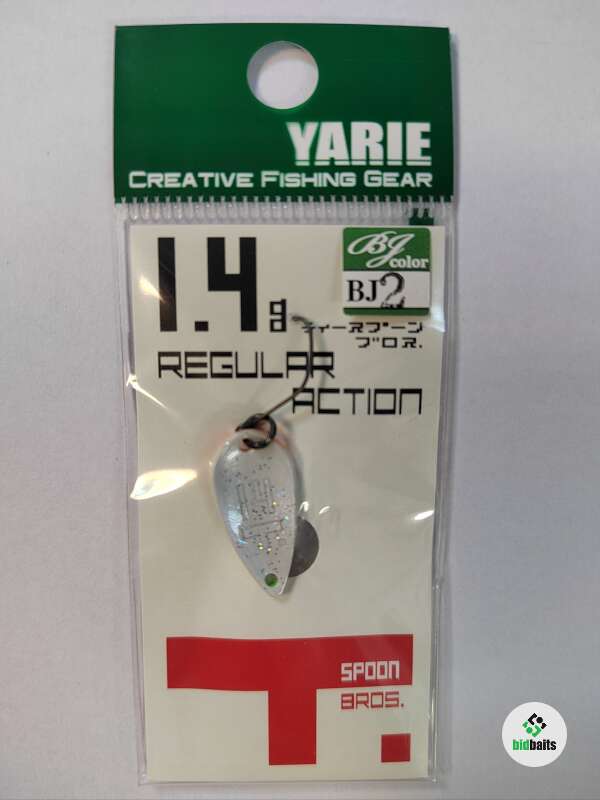 YARIE
CREATIVE FISHING GEAR
1.4g
BJ color
BJ2
ティースプーン
ブロス.
REGULAR
ACTION
T.
SPOON
BROS.
bidbaits